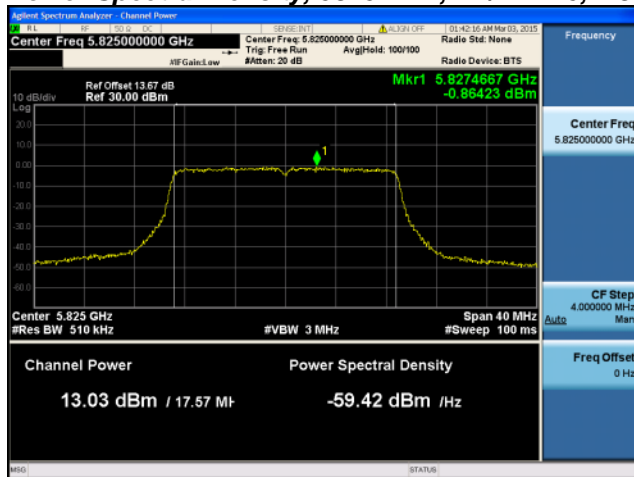 Agilent Spectrum Analyzer - Channel Power
RL RF 50 Ω DC SENSE:INT ALIGN OFF 01:42:16 AM Mar 03, 2015
Center Freq 5.825000000 GHz
Center Freq: 5.825000000 GHz Radio Std: None
Trig: Free Run Avg|Hold: 100/100
#IFGain:Low #Atten: 20 dB Radio Device: BTS
Ref Offset 13.67 dB
10 dB/div Ref 30.00 dBm
Mkr1 5.8274667 GHz
-0.86423 dBm
Log
20.0
10.0
0.00
-10.0
-20.0
-30.0
-40.0
-50.0
-60.0
1
Center 5.825 GHz Span 40 MHz
#Res BW 510 kHz #VBW 3 MHz #Sweep 100 ms
Channel Power Power Spectral Density
13.03 dBm / 17.57 MH -59.42 dBm /Hz
MSG STATUS
Frequency
Center Freq
5.825000000 GHz
CF Step
4.000000 MHz
Auto Man
Freq Offset
0 Hz